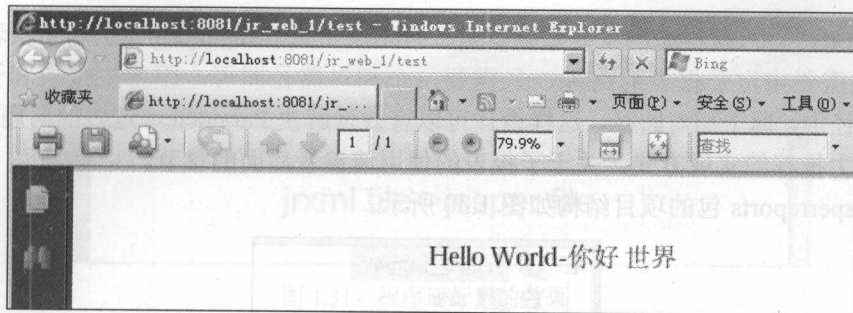 http://localhost:8081/jr_web_1/test - Windows Internet Explorer
http://localhost:8081/jr_web_1/test
Bing
收藏夹
http://localhost:8081/jr_...
页面(P)
安全(S)
工具(O)
1 / 1
79.9%
查找
Hello World-你好 世界